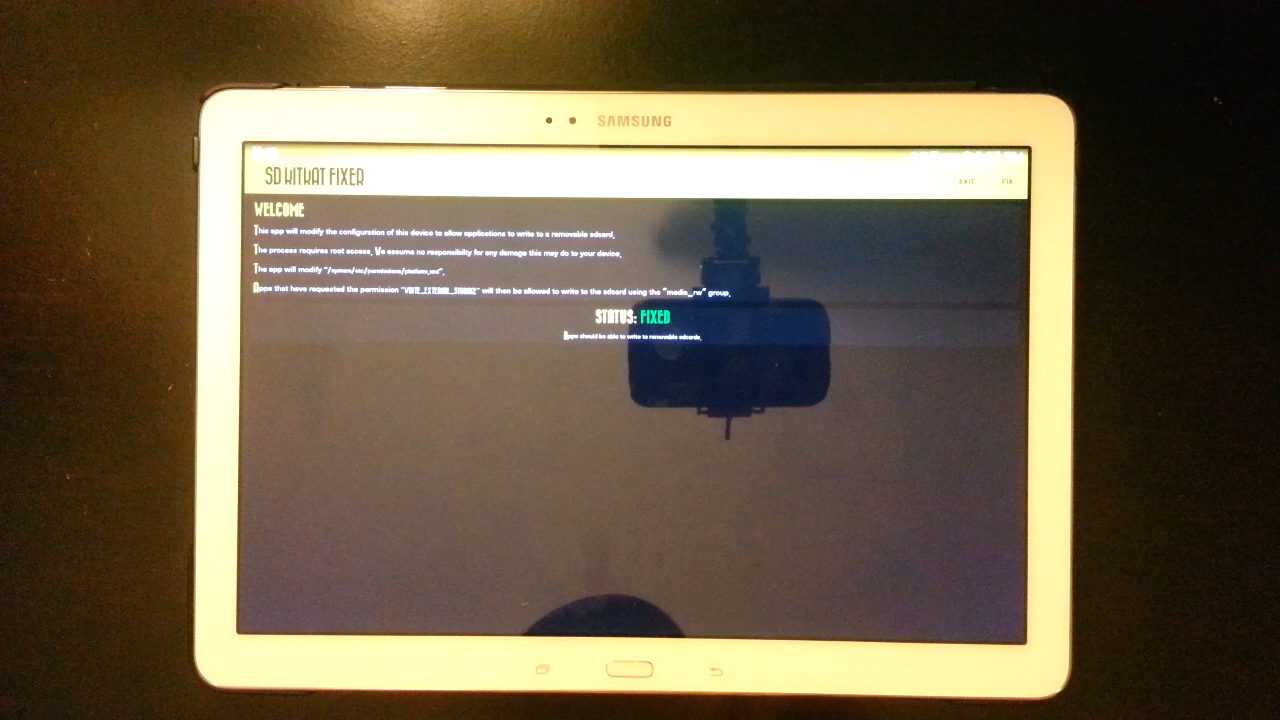 SAMSUNG
SD KITKAT FIXER
EXIT FIX
WELCOME
This app will modify the configuration of this device to allow applications to write to a removable sdcard.
The process requires root access. We assume no responsibilty for any damage this may do to your device.
The app will modify "/system/etc/permissions/platform.xml".
Apps that have requested the permission "WRITE_EXTERNAL_STORAGE" will then be allowed to write to the sdcard using the "media_rw" group.
STATUS: FIXED
Apps should be able to write to removable sdcards.